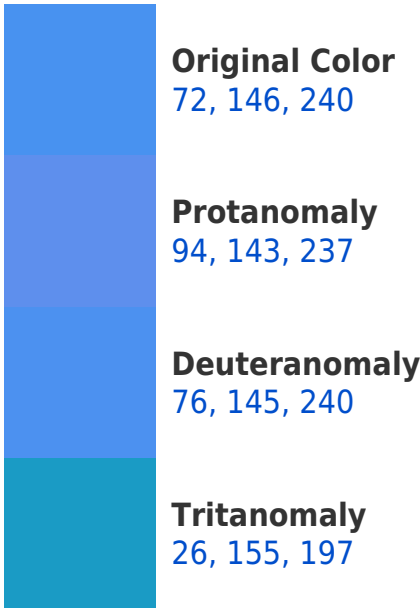 Original Color
72, 146, 240
Protanomaly
94, 143, 237
Deuteranomaly
76, 145, 240
Tritanomaly
26, 155, 197